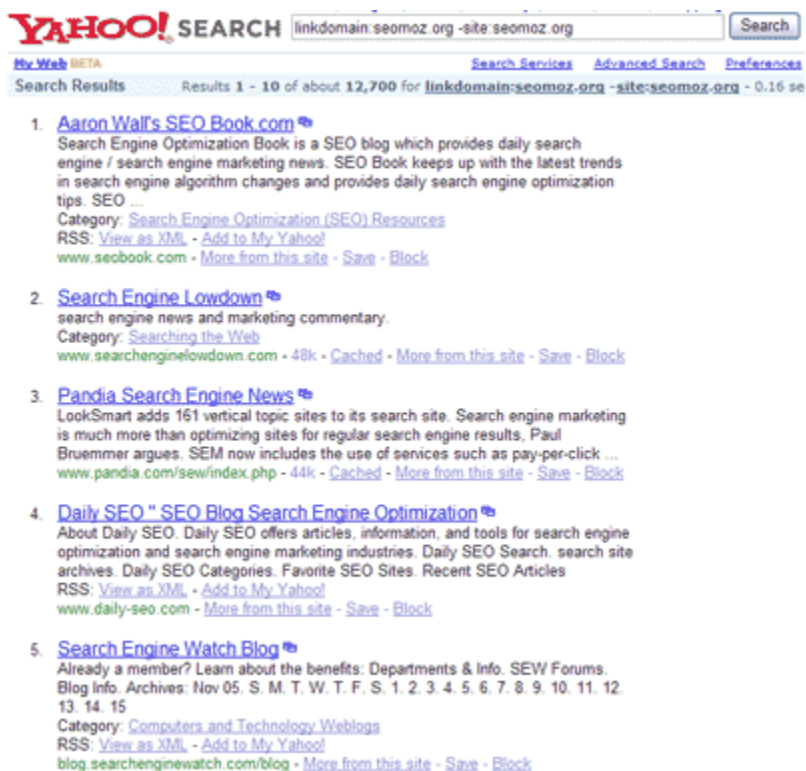 YAHOO! SEARCH linkdomain:seomoz.org -site:seomoz.org Search
My Web BETA Search Services Advanced Search Preferences
Search Results Results 1 - 10 of about 12,700 for linkdomain:seomoz.org -site:seomoz.org - 0.16 se
1. Aaron Wall's SEO Book.com
Search Engine Optimization Book is a SEO blog which provides daily search
engine / search engine marketing news. SEO Book keeps up with the latest trends
in search engine algorithm changes and provides daily search engine optimization
tips. SEO ...
Category: Search Engine Optimization (SEO) Resources
RSS: View as XML - Add to My Yahoo!
www.seobook.com - More from this site - Save - Block
2. Search Engine Lowdown
search engine news and marketing commentary.
Category: Searching the Web
www.searchenginelowdown.com - 48k - Cached - More from this site - Save - Block
3. Pandia Search Engine News
LookSmart adds 161 vertical topic sites to its search site. Search engine marketing
is much more than optimizing sites for regular search engine results, Paul
Bruemmer argues. SEM now includes the use of services such as pay-per-click ...
www.pandia.com/sew/index.php - 44k - Cached - More from this site - Save - Block
4. Daily SEO " SEO Blog Search Engine Optimization
About Daily SEO. Daily SEO offers articles, information, and tools for search engine
optimization and search engine marketing industries. Daily SEO Search. search site
archives. Daily SEO Categories. Favorite SEO Sites. Recent SEO Articles
RSS: View as XML - Add to My Yahoo!
www.daily-seo.com - More from this site - Save - Block
5. Search Engine Watch Blog
Already a member? Learn about the benefits: Departments & Info. SEW Forums.
Blog Info. Archives: Nov 05. S. M. T. W. T. F. S. 1. 2. 3. 4. 5. 6. 7. 8. 9. 10. 11. 12.
13. 14. 15
Category: Computers and Technology Weblogs
RSS: View as XML - Add to My Yahoo!
blog.searchenginewatch.com/blog - More from this site - Save - Block